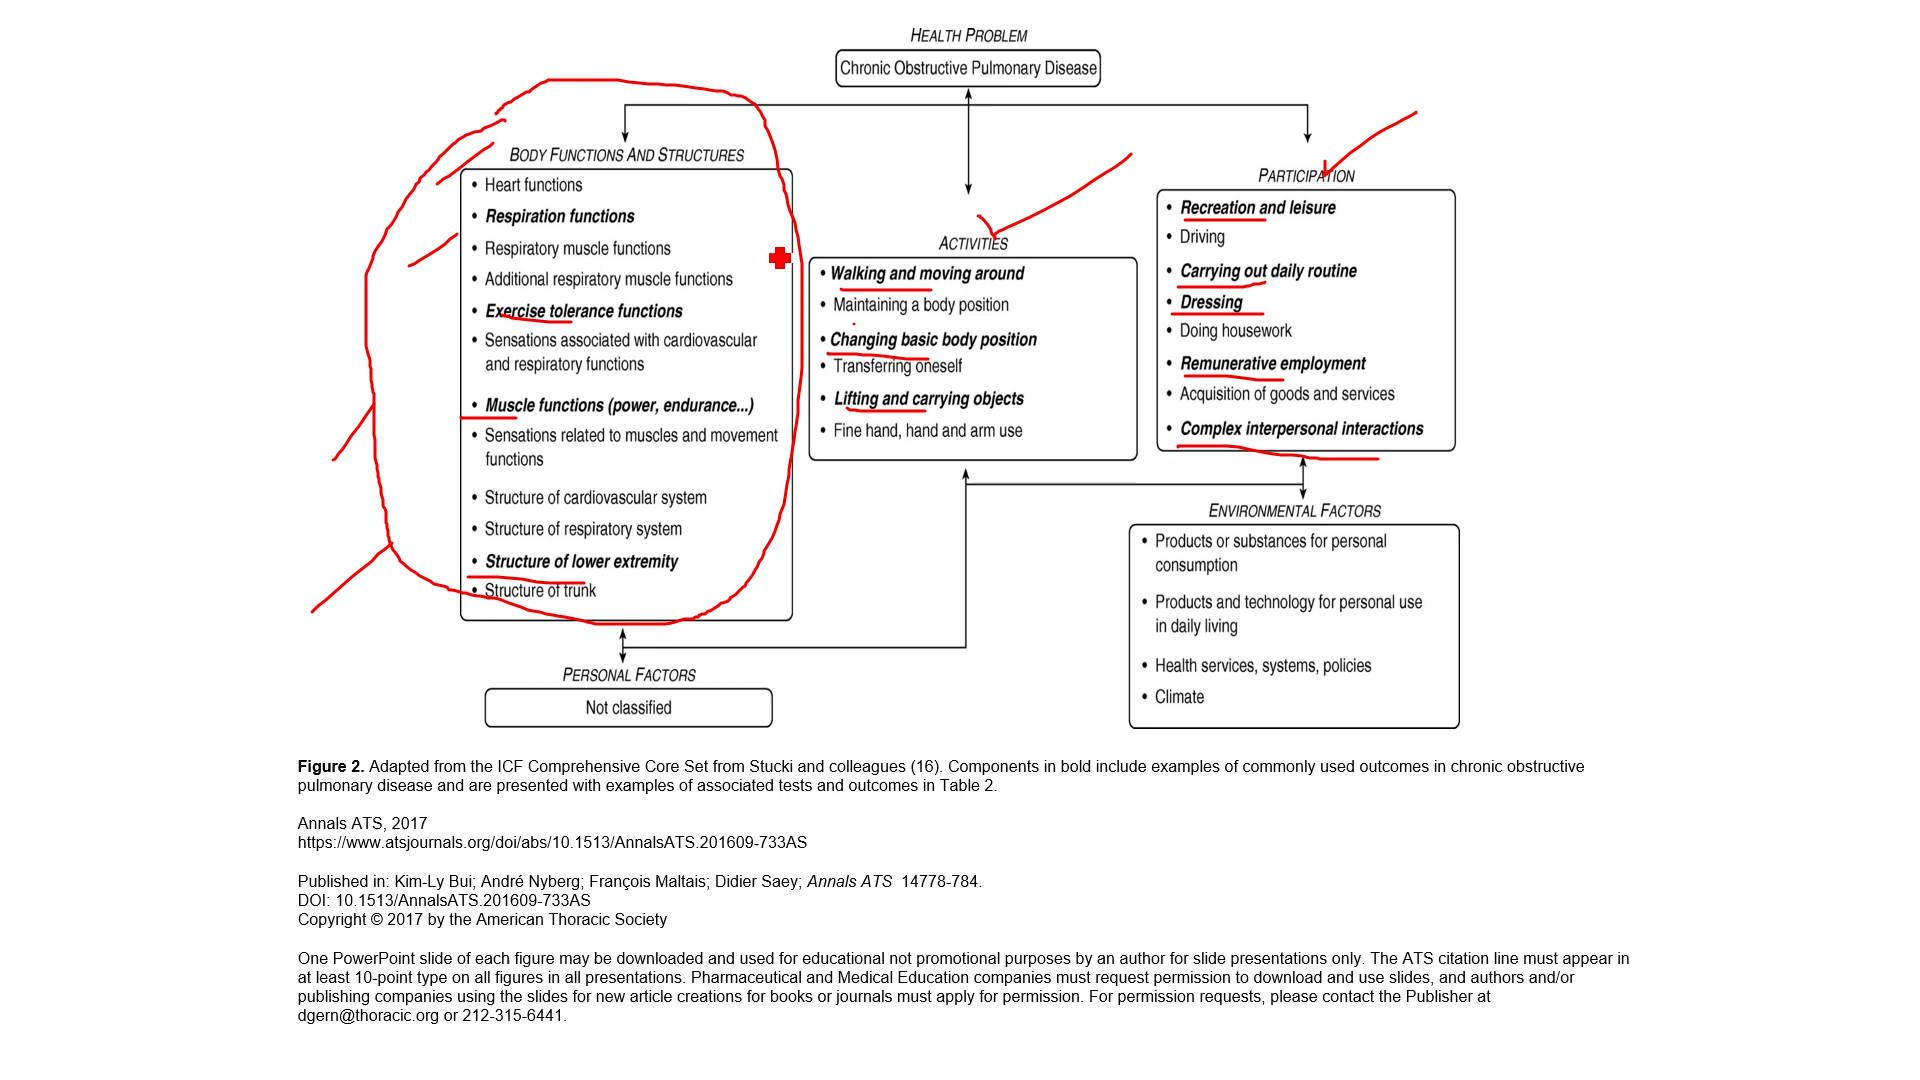 HEALTH PROBLEM
Chronic Obstructive Pulmonary Disease
BODY FUNCTIONS AND STRUCTURES
• Heart functions
• Respiration functions
• Respiratory muscle functions
• Additional respiratory muscle functions
• Exercise tolerance functions
• Sensations associated with cardiovascular
and respiratory functions
• Muscle functions (power, endurance...)
• Sensations related to muscles and movement
functions
• Structure of cardiovascular system
• Structure of respiratory system
• Structure of lower extremity
• Structure of trunk
ACTIVITIES
• Walking and moving around
• Maintaining a body position
• Changing basic body position
• Transferring oneself
• Lifting and carrying objects
• Fine hand, hand and arm use
PARTICIPATION
• Recreation and leisure
• Driving
• Carrying out daily routine
• Dressing
• Doing housework
• Remunerative employment
• Acquisition of goods and services
• Complex interpersonal interactions
PERSONAL FACTORS
Not classified
ENVIRONMENTAL FACTORS
• Products or substances for personal
consumption
• Products and technology for personal use
in daily living
• Health services, systems, policies
• Climate
Figure 2. Adapted from the ICF Comprehensive Core Set from Stucki and colleagues (16). Components in bold include examples of commonly used outcomes in chronic obstructive
pulmonary disease and are presented with examples of associated tests and outcomes in Table 2.
Annals ATS, 2017
https://www.atsjournals.org/doi/abs/10.1513/AnnalsATS.201609-733AS
Published in: Kim-Ly Bui; André Nyberg; François Maltais; Didier Saey; Annals ATS 14778-784.
DOI: 10.1513/AnnalsATS.201609-733AS
Copyright © 2017 by the American Thoracic Society
One PowerPoint slide of each figure may be downloaded and used for educational not promotional purposes by an author for slide presentations only. The ATS citation line must appear in
at least 10-point type on all figures in all presentations. Pharmaceutical and Medical Education companies must request permission to download and use slides, and authors and/or
publishing companies using the slides for new article creations for books or journals must apply for permission. For permission requests, please contact the Publisher at
dgern@thoracic.org or 212-315-6441.